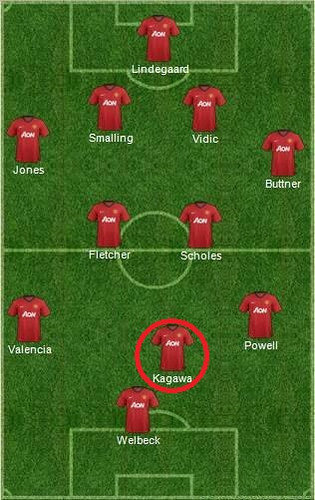 AON
Lindegaard
AON
Smalling
AON
Vidic
AON
Jones
AON
Buttner
AON
Fletcher
AON
Scholes
AON
Valencia
AON
Powell
AON
Kagawa
AON
Welbeck